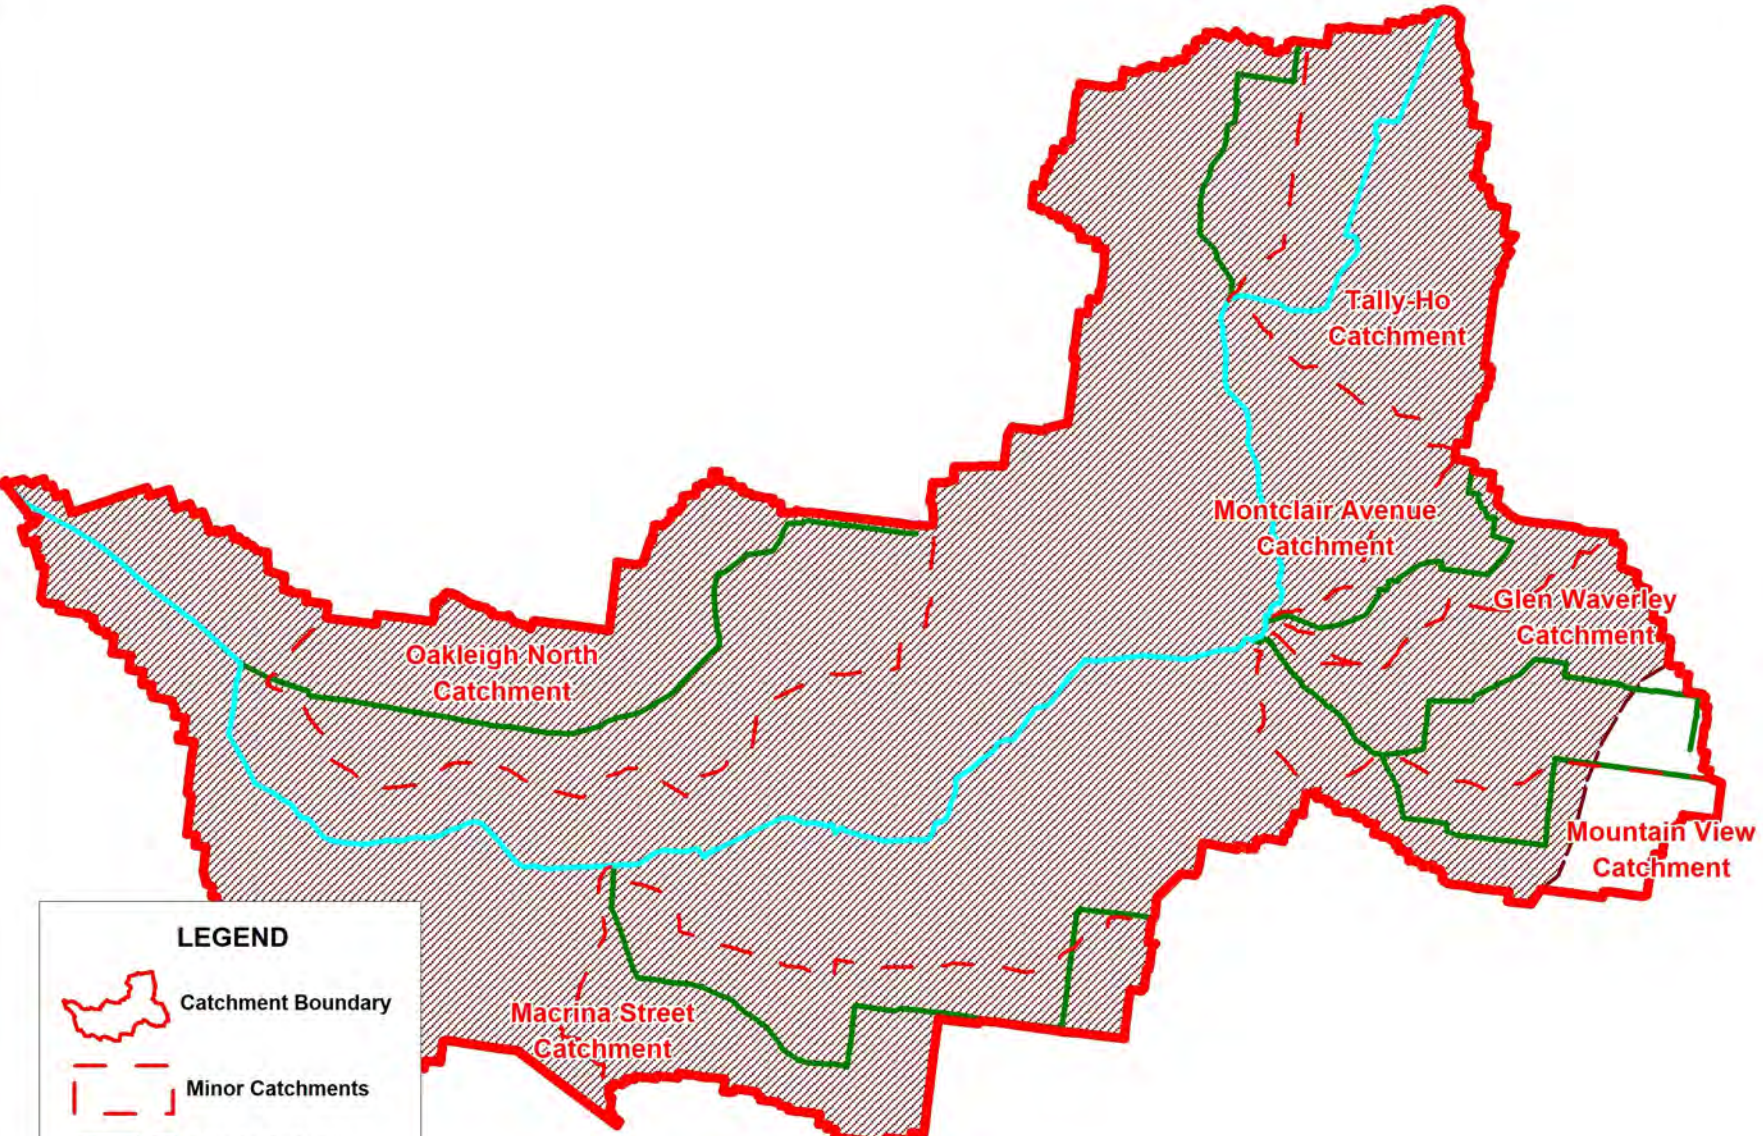 Tally-Ho
Catchment
Montclair Avenue
Catchment
Glen Waverley
Catchment
Oakleigh North
Catchment
Mountain View
Catchment
Macrina Street
Catchment
LEGEND
Catchment Boundary
Minor Catchments